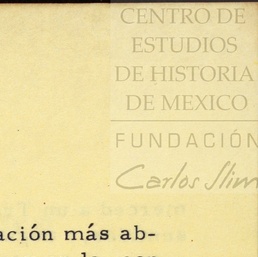 CENTRO DE
ESTUDIOS
DE HISTORIA
DE MEXICO
FUNDACIÓN
Carlos Slim
ación más ab-